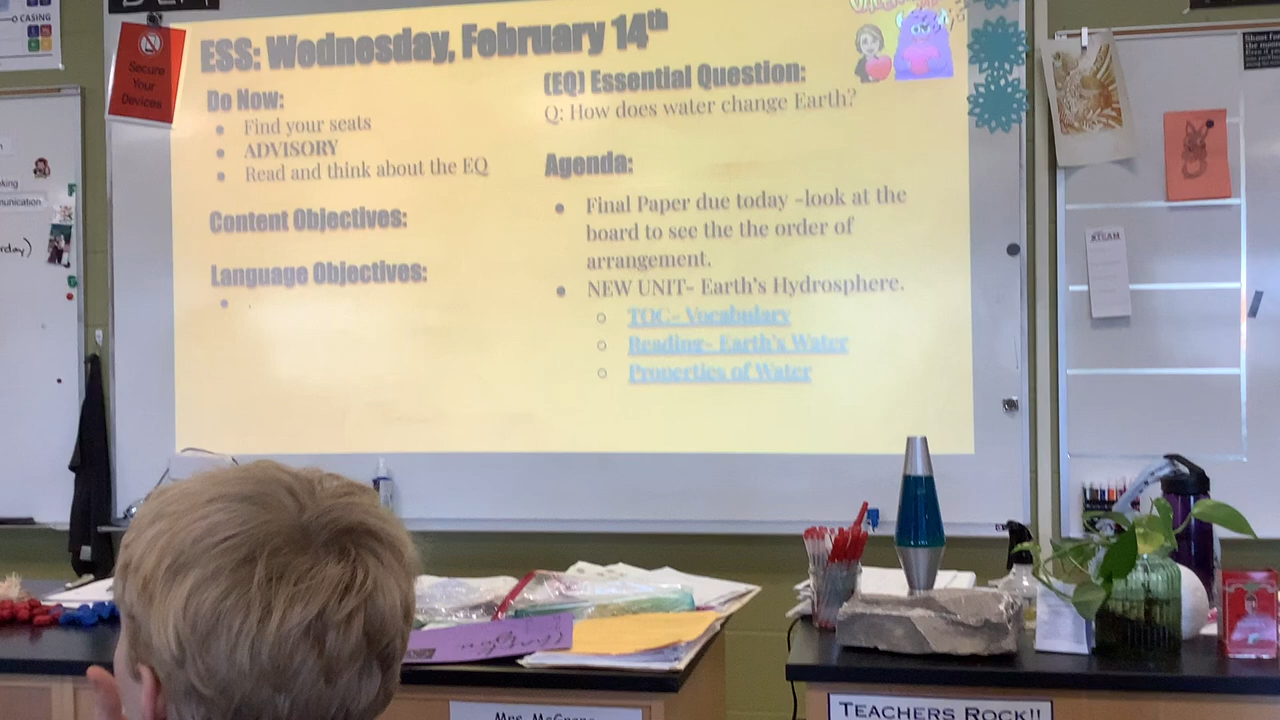 CASING
Secure
Your
Devices
ESS: Wednesday, February 14th
Do Now:
Find your seats
ADVISORY
Read and think about the EQ
Content Objectives:
Language Objectives:
(EQ) Essential Question:
Q: How does water change Earth?
Agenda:
Final Paper due today -look at the
board to see the the order of
arrangement.
NEW UNIT- Earth's Hydrosphere.
TOC- Vocabulary
Reading- Earth's Water
Properties of Water
STEAM
TEACHERS ROCK!!